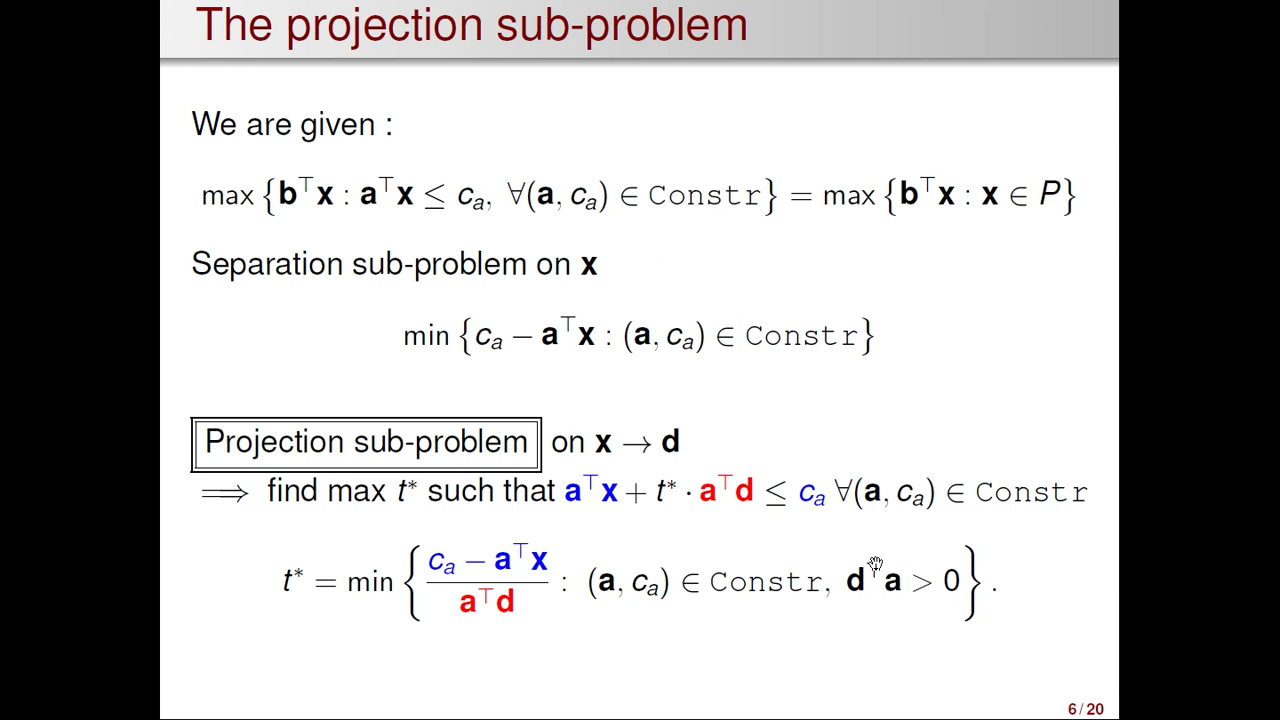 The projection sub-problem
We are given :
max {b⊤x : a⊤x ≤ cₐ, ∀(a, cₐ) ∈ Constr} = max {b⊤x : x ∈ P}
Separation sub-problem on x
min {cₐ − a⊤x : (a, cₐ) ∈ Constr}
Projection sub-problem on x → d
⟹ find max t* such that a⊤x + t* · a⊤d ≤ cₐ ∀(a, cₐ) ∈ Constr
t* = min { (cₐ − a⊤x) / (a⊤d) : (a, cₐ) ∈ Constr, d⊤a > 0 } .
6 / 20